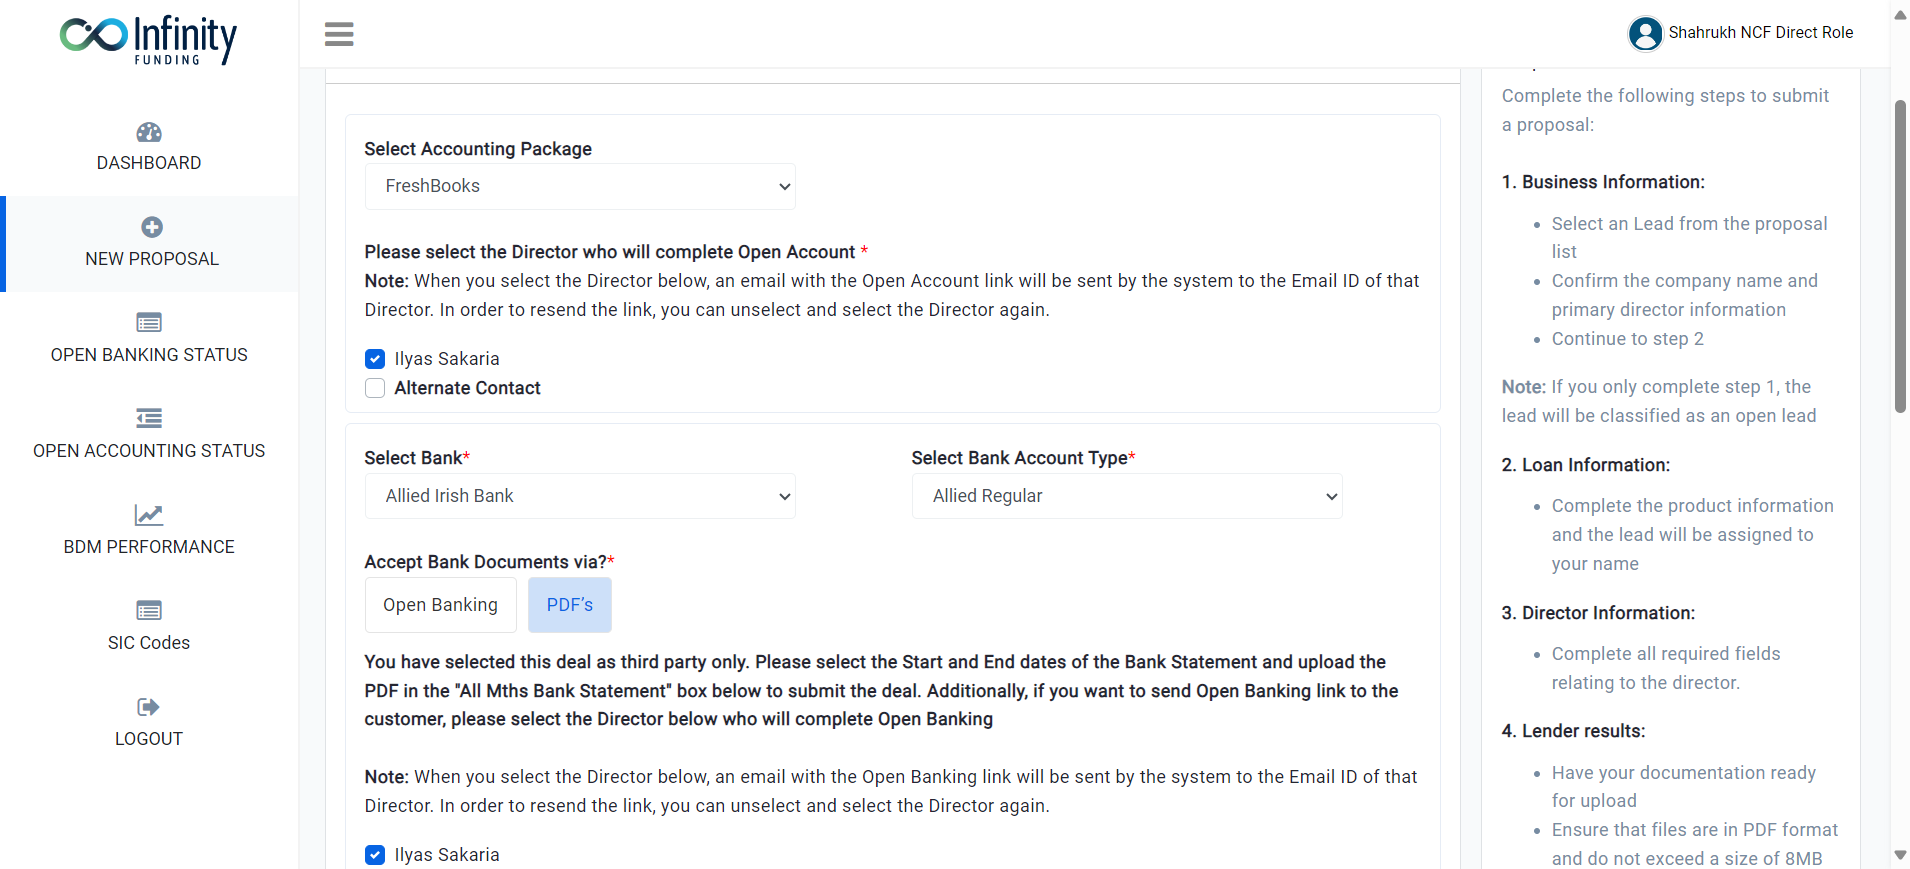 Infinity
FUNDING
Shahrukh NCF Direct Role
DASHBOARD
NEW PROPOSAL
OPEN BANKING STATUS
OPEN ACCOUNTING STATUS
BDM PERFORMANCE
SIC Codes
LOGOUT
Select Accounting Package
FreshBooks
Please select the Director who will complete Open Account *
Note: When you select the Director below, an email with the Open Account link will be sent by the system to the Email ID of that
Director. In order to resend the link, you can unselect and select the Director again.
Ilyas Sakaria
Alternate Contact
Select Bank*
Allied Irish Bank
Select Bank Account Type*
Allied Regular
Accept Bank Documents via?*
Open Banking
PDF’s
You have selected this deal as third party only. Please select the Start and End dates of the Bank Statement and upload the
PDF in the "All Mths Bank Statement" box below to submit the deal. Additionally, if you want to send Open Banking link to the
customer, please select the Director below who will complete Open Banking
Note: When you select the Director below, an email with the Open Banking link will be sent by the system to the Email ID of that
Director. In order to resend the link, you can unselect and select the Director again.
Ilyas Sakaria
Complete the following steps to submit
a proposal:
1. Business Information:
• Select an Lead from the proposal
list
• Confirm the company name and
primary director information
• Continue to step 2
Note: If you only complete step 1, the
lead will be classified as an open lead
2. Loan Information:
• Complete the product information
and the lead will be assigned to
your name
3. Director Information:
• Complete all required fields
relating to the director.
4. Lender results:
• Have your documentation ready
for upload
• Ensure that files are in PDF format
and do not exceed a size of 8MB